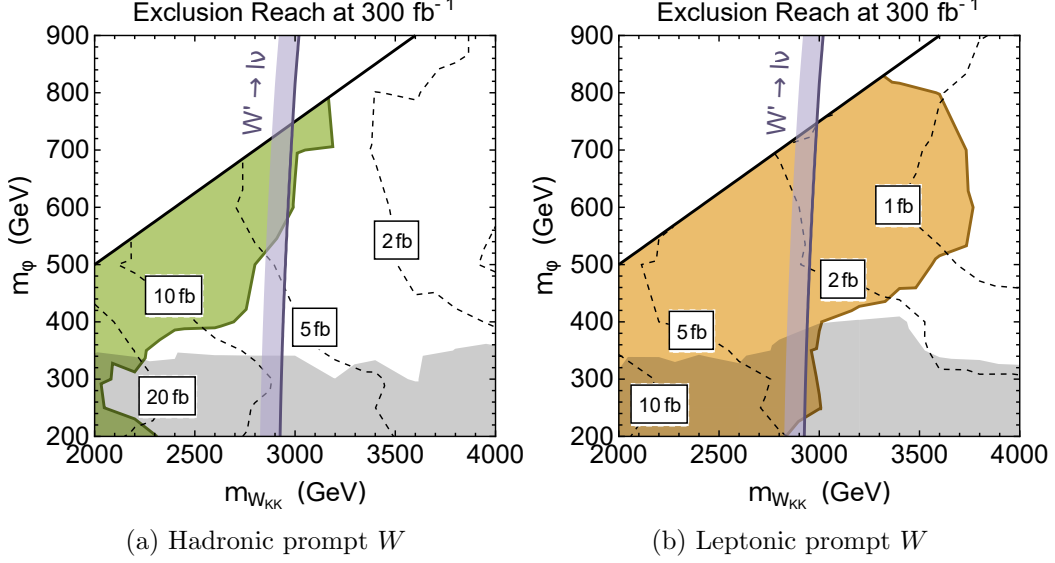 Exclusion Reach at 300 fb⁻¹
900
800
700
600
500
400
300
200
m_φ (GeV)
W' → lν
2 fb
10 fb
5 fb
20 fb
2000 2500 3000 3500 4000
m_W_KK (GeV)
(a) Hadronic prompt W
Exclusion Reach at 300 fb⁻¹
900
800
700
600
500
400
300
200
m_φ (GeV)
W' → lν
1 fb
2 fb
5 fb
10 fb
2000 2500 3000 3500 4000
m_W_KK (GeV)
(b) Leptonic prompt W